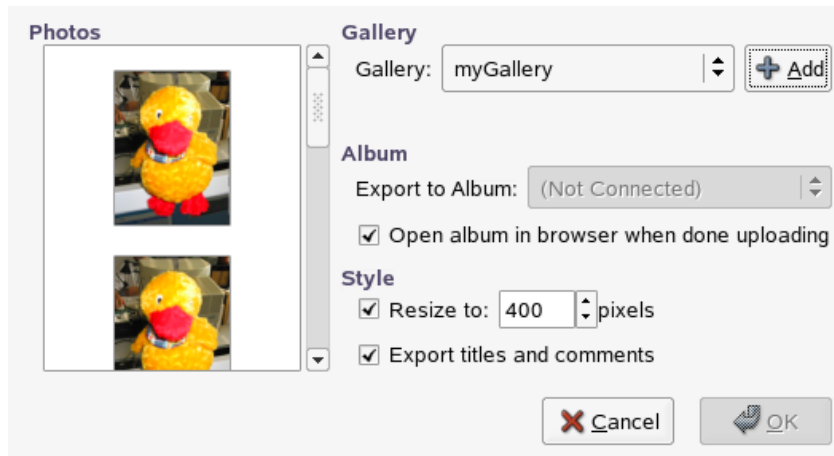 Photos
Gallery
Gallery: myGallery Add
Album
Export to Album: (Not Connected)
Open album in browser when done uploading
Style
Resize to: 400 pixels
Export titles and comments
Cancel OK